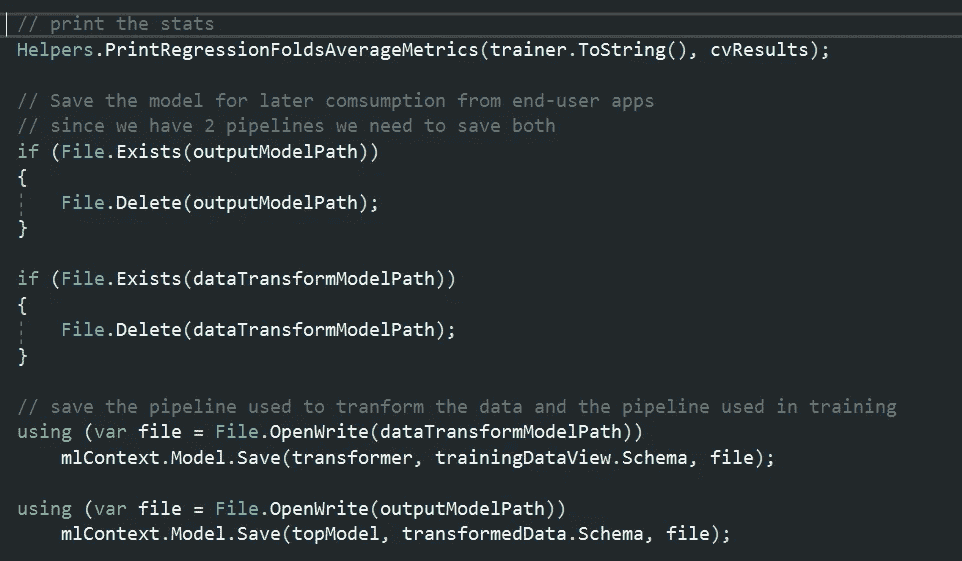 // print the stats
Helpers.PrintRegressionFoldsAverageMetrics(trainer.ToString(), cvResults);
// Save the model for later comsumption from end-user apps
// since we have 2 pipelines we need to save both
if (File.Exists(outputModelPath))
{
File.Delete(outputModelPath);
}
if (File.Exists(dataTransformModelPath))
{
File.Delete(dataTransformModelPath);
}
// save the pipeline used to tranform the data and the pipeline used in training
using (var file = File.OpenWrite(dataTransformModelPath))
mlContext.Model.Save(transformer, trainingDataView.Schema, file);
using (var file = File.OpenWrite(outputModelPath))
mlContext.Model.Save(topModel, transformedData.Schema, file);